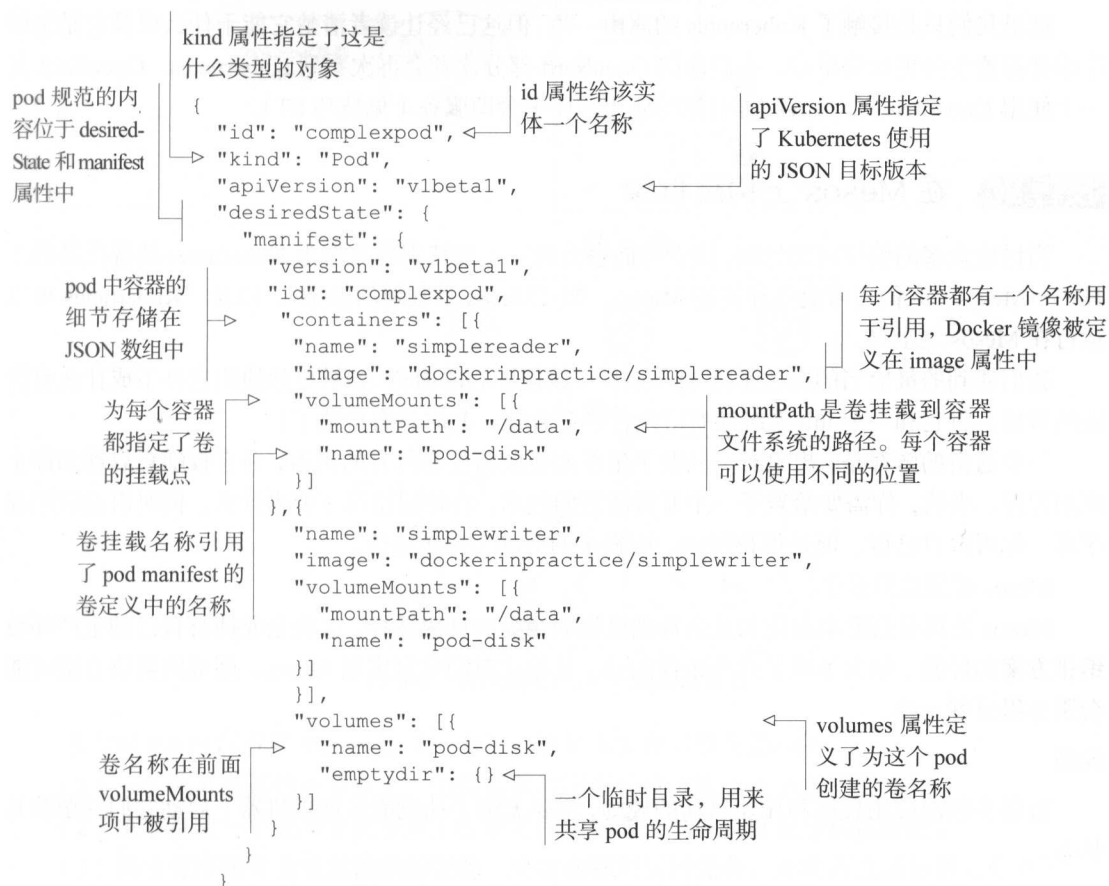 kind 属性指定了这是
什么类型的对象
pod 规范的内
容位于 desired-
State 和 manifest
属性中
id 属性给该实
体一个名称
apiVersion 属性指定
了 Kubernetes 使用
的 JSON 目标版本
{
"id": "complexpod",
"kind": "Pod",
"apiVersion": "v1beta1",
"desiredState": {
"manifest": {
"version": "v1beta1",
"id": "complexpod",
"containers": [{
"name": "simplereader",
"image": "dockerinpractice/simplereader",
"volumeMounts": [{
"mountPath": "/data",
"name": "pod-disk"
}]
},{
"name": "simplewriter",
"image": "dockerinpractice/simplewriter",
"volumeMounts": [{
"mountPath": "/data",
"name": "pod-disk"
}]
}],
"volumes": [{
"name": "pod-disk",
"emptydir": {}
}]
}
}
}
pod 中容器的
细节存储在
JSON 数组中
每个容器都有一个名称用
于引用，Docker 镜像被定
义在 image 属性中
为每个容器
都指定了卷
的挂载点
mountPath 是卷挂载到容器
文件系统的路径。每个容器
可以使用不同的位置
卷挂载名称引用
了 pod manifest 的
卷定义中的名称
volumes 属性定
义了为这个 pod
创建的卷名称
卷名称在前面
volumeMounts
项中被引用
一个临时目录，用来
共享 pod 的生命周期